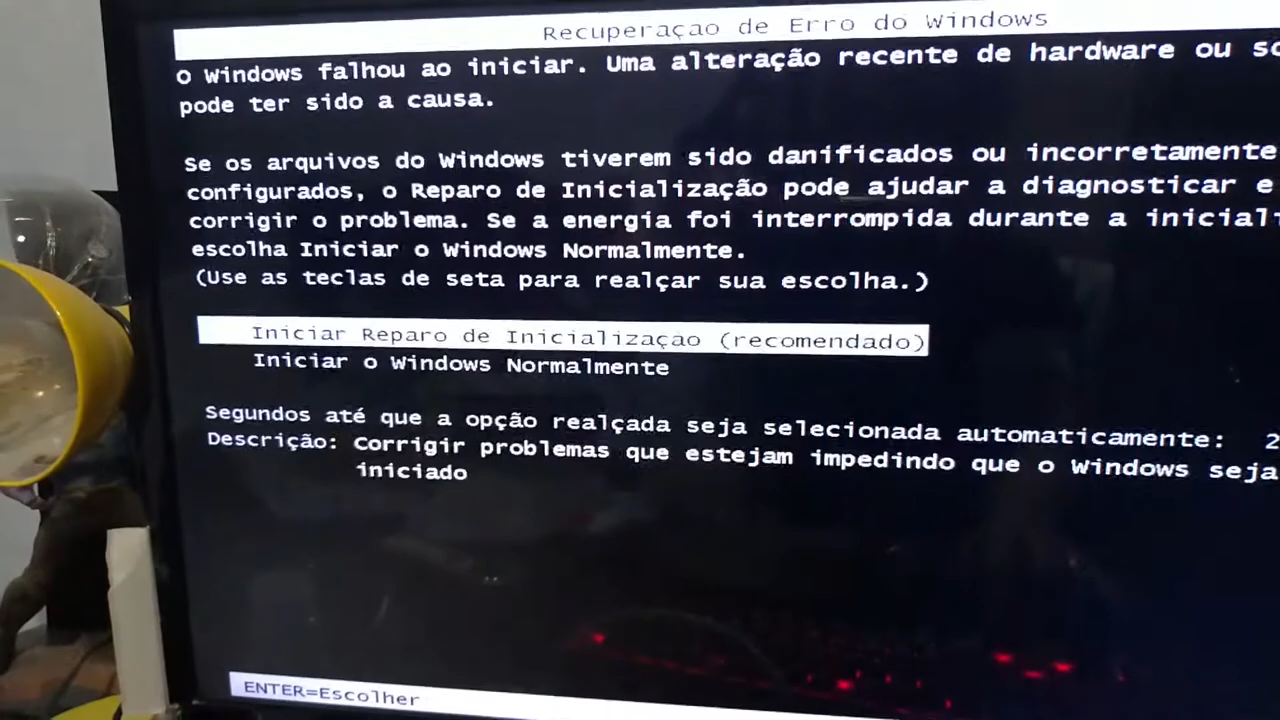 Recuperação de Erro do Windows
O Windows falhou ao iniciar. Uma alteração recente de hardware ou
pode ter sido a causa.
Se os arquivos do Windows tiverem sido danificados ou incorretamente
configurados, o Reparo de Inicialização pode ajudar a diagnosticar e
corrigir o problema. Se a energia foi interrompida durante a
escolha Iniciar o Windows Normalmente.
(Use as teclas de seta para realçar sua escolha.)
Iniciar Reparo de Inicialização (recomendado)
Iniciar o Windows Normalmente
Segundos até que a opção realçada seja selecionada automaticamente: 2
Descrição: Corrigir problemas que estejam impedindo que o Windows seja
iniciado
ENTER=Escolher